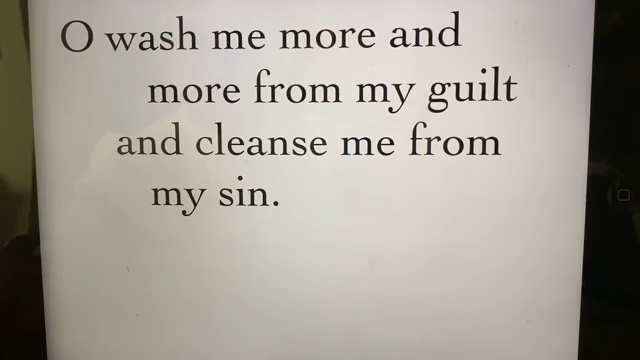 O wash me more and
more from my guilt
and cleanse me from
my sin.